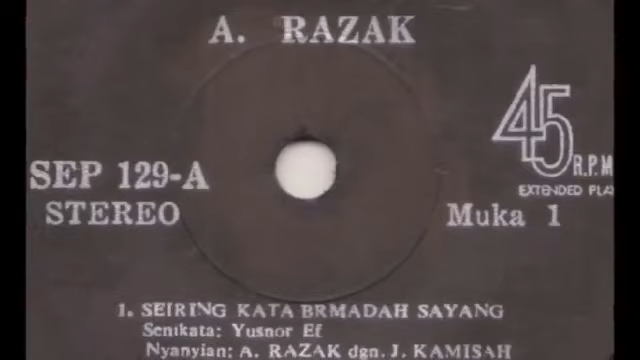 A. RAZAK
45 R.P.M
EXTENDED PLA
SEP 129-A
STEREO
Muka 1
1. SEIRING KATA BRMADAH SAYANG
Senikata: Yusnor Ef
Nyanyian: A. RAZAK dgn. J. KAMISAH